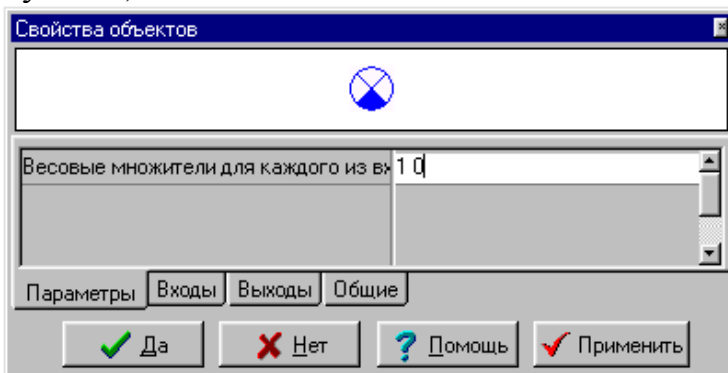 Свойства объектов
Весовые множители для каждого из вх 1 0
Параметры Входы Выходы Общие
Да Нет Помощь Применить